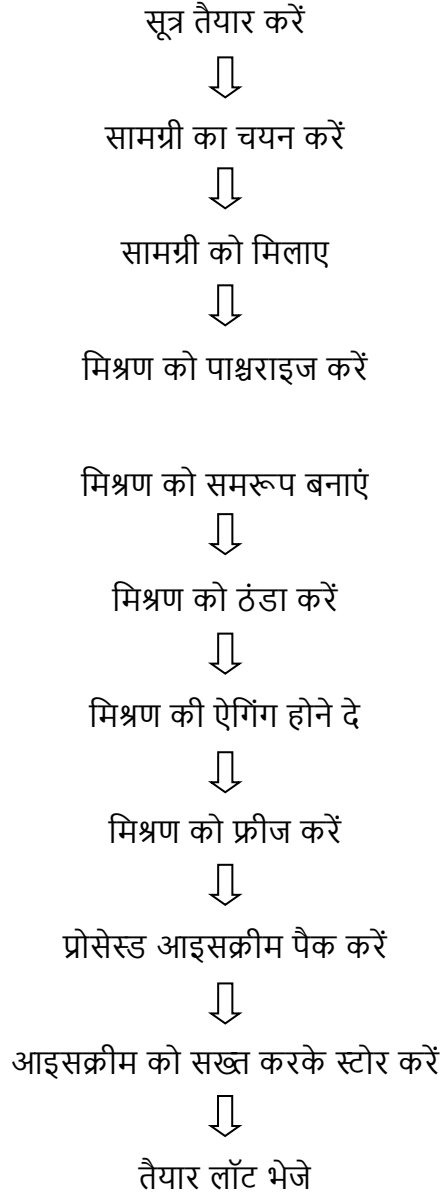 सूत्र तैयार करें
सामग्री का चयन करें
सामग्री को मिलाए
मिश्रण को पाश्चराइज करें
मिश्रण को समरूप बनाएं
मिश्रण को ठंडा करें
मिश्रण की ऐगिंग होने दे
मिश्रण को फ्रीज करें
प्रोसेस्ड आइसक्रीम पैक करें
आइसक्रीम को सख्त करके स्टोर करें
तैयार लॉट भेजे